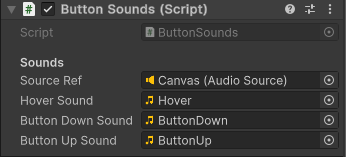 Button Sounds (Script)
Script ButtonSounds
Sounds
Source Ref Canvas (Audio Source)
Hover Sound Hover
Button Down Sound ButtonDown
Button Up Sound ButtonUp